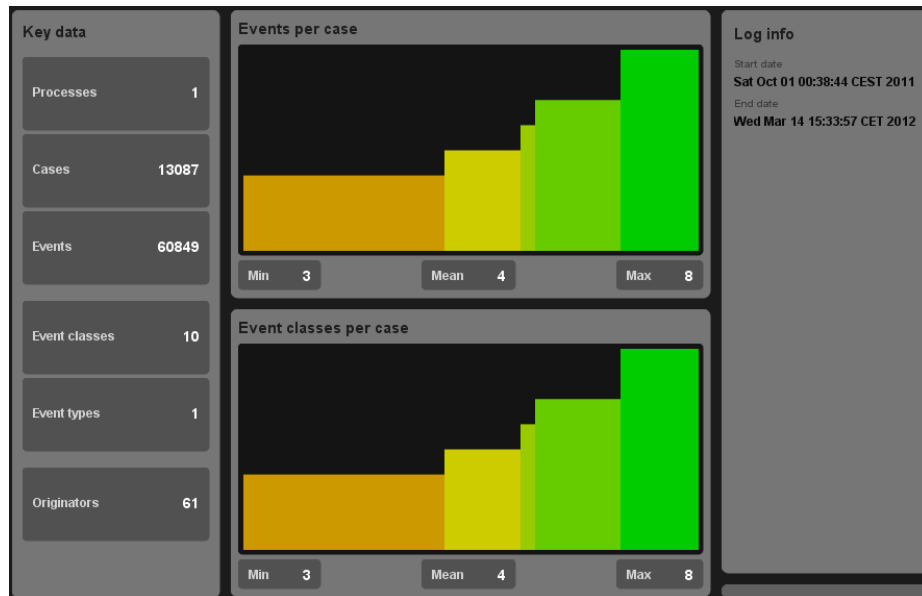 Key data
Processes 1
Cases 13087
Events 60849
Event classes 10
Event types 1
Originators 61
Events per case
Min 3 Mean 4 Max 8
Event classes per case
Min 3 Mean 4 Max 8
Log info
Start date
Sat Oct 01 00:38:44 CEST 2011
End date
Wed Mar 14 15:33:57 CET 2012